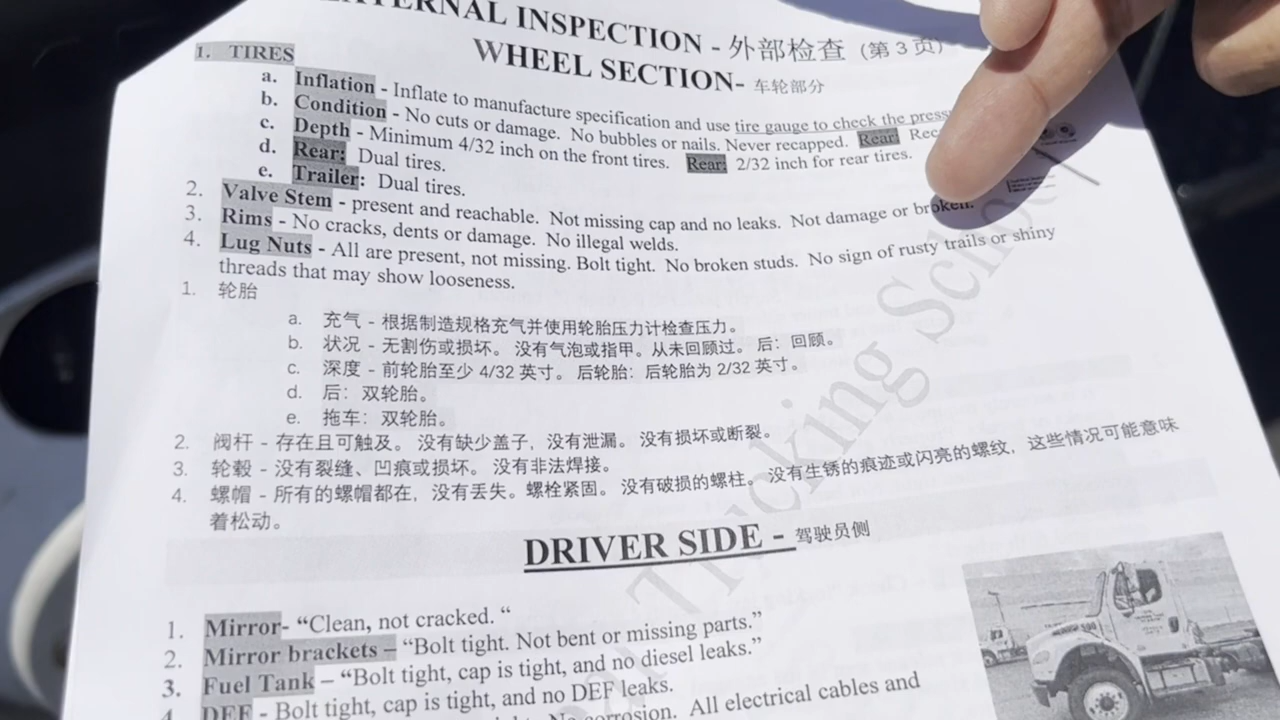 EXTERNAL INSPECTION - 外部检查 (第 3 页)
WHEEL SECTION- 车轮部分
1. TIRES
a. Inflation - Inflate to manufacture specification and use tire gauge to check the
b. Condition - No cuts or damage. No bubbles or nails. Never recapped. Rear:
c. Depth - Minimum 4/32 inch on the front tires. Rear: 2/32 inch for rear tires.
d. Rear: Dual tires.
e. Trailer: Dual tires.
2. Valve Stem - present and reachable. Not missing cap and no leaks. Not damage or broken.
3. Rims - No cracks, dents or damage. No illegal welds.
4. Lug Nuts - All are present, not missing. Bolt tight. No broken studs. No sign of rusty trails or shiny
threads that may show looseness.
1. 轮胎
a. 充气 - 根据制造规格充气并使用轮胎压力计检查压力。
b. 状况 - 无割伤或损坏。 没有气泡或指甲。从未回顾过。 后: 回顾。
c. 深度 - 前轮胎至少 4/32 英寸。 后轮胎: 后轮胎为 2/32 英寸。
d. 后: 双轮胎。
e. 拖车: 双轮胎。
2. 阀杆 - 存在且可触及。 没有缺少盖子, 没有泄漏。 没有损坏或断裂。
3. 轮毂 - 没有裂缝、凹痕或损坏。 没有非法焊接。
4. 螺帽 - 所有的螺帽都在, 没有丢失。螺栓紧固。 没有破损的螺柱。 没有生锈的痕迹或闪亮的螺纹, 这些情况可能意味
着松动。
Trucking School
DRIVER SIDE - 驾驶员侧
1. Mirror- “Clean, not cracked. “
2. Mirror brackets – “Bolt tight. Not bent or missing parts.”
3. Fuel Tank – “Bolt tight, cap is tight, and no diesel leaks.”
4. DEF - Bolt tight, cap is tight, and no DEF leaks.
No corrosion. All electrical cables and